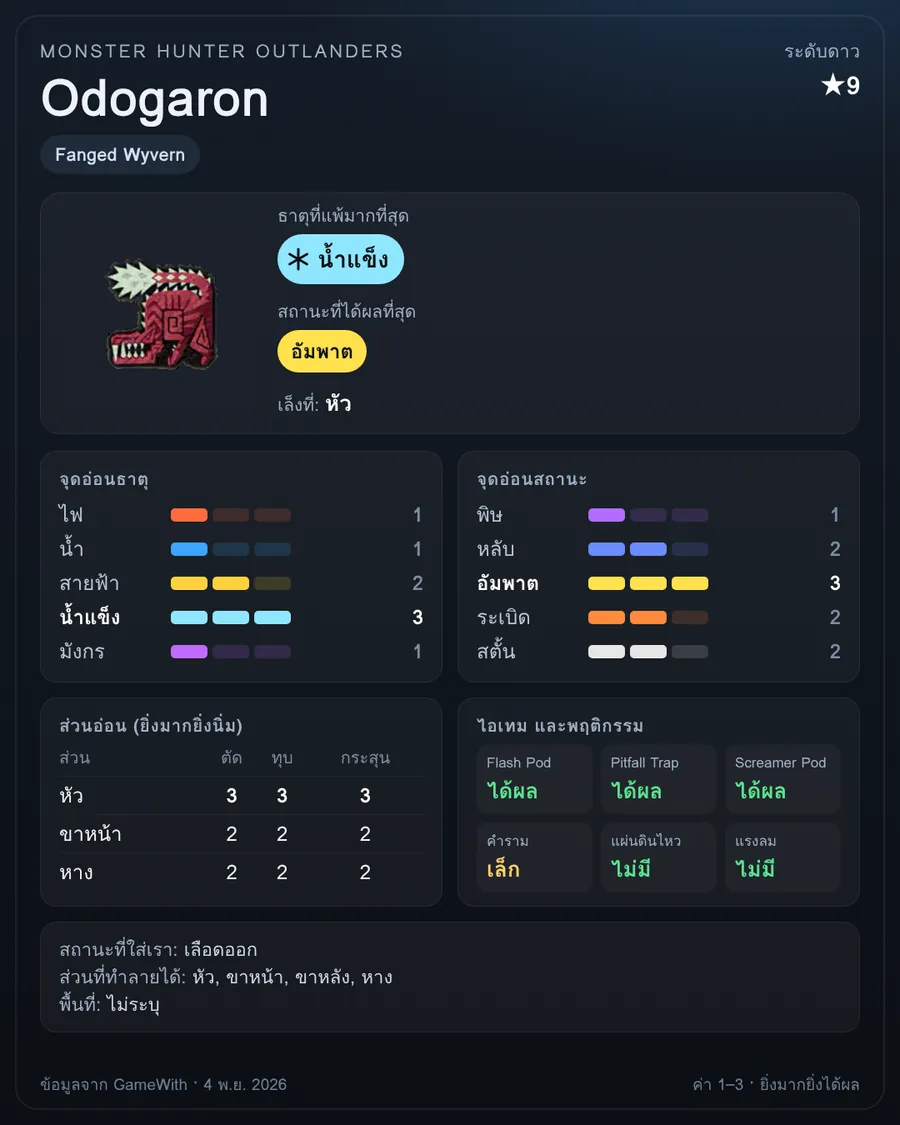 MONSTER HUNTER OUTLANDERS
ระดับดาว
Odogaron
★9
Fanged Wyvern
ธาตุที่แพ้มากที่สุด
น้ำแข็ง
สถานะที่ได้ผลที่สุด
อัมพาต
เล็งที่: หัว
จุดอ่อนธาตุ
ไฟ 1
น้ำ 1
สายฟ้า 2
น้ำแข็ง 3
มังกร 1
จุดอ่อนสถานะ
พิษ 1
หลับ 2
อัมพาต 3
ระเบิด 2
สตั้น 2
ส่วนอ่อน (ยิ่งมากยิ่งนิ่ม)
ส่วน ตัด ทุบ กระสุน
หัว 3 3 3
ขาหน้า 2 2 2
หาง 2 2 2
ไอเทม และพฤติกรรม
Flash Pod Pitfall Trap Screamer Pod
ได้ผล ได้ผล ได้ผล
คำราม แผ่นดินไหว แรงลม
เล็ก ไม่มี ไม่มี
สถานะที่ใส่เรา: เลือดออก
ส่วนที่ทำลายได้: หัว, ขาหน้า, ขาหลัง, หาง
พื้นที่: ไม่ระบุ
ข้อมูลจาก GameWith · 4 พ.ย. 2026
ค่า 1–3 · ยิ่งมากยิ่งได้ผล